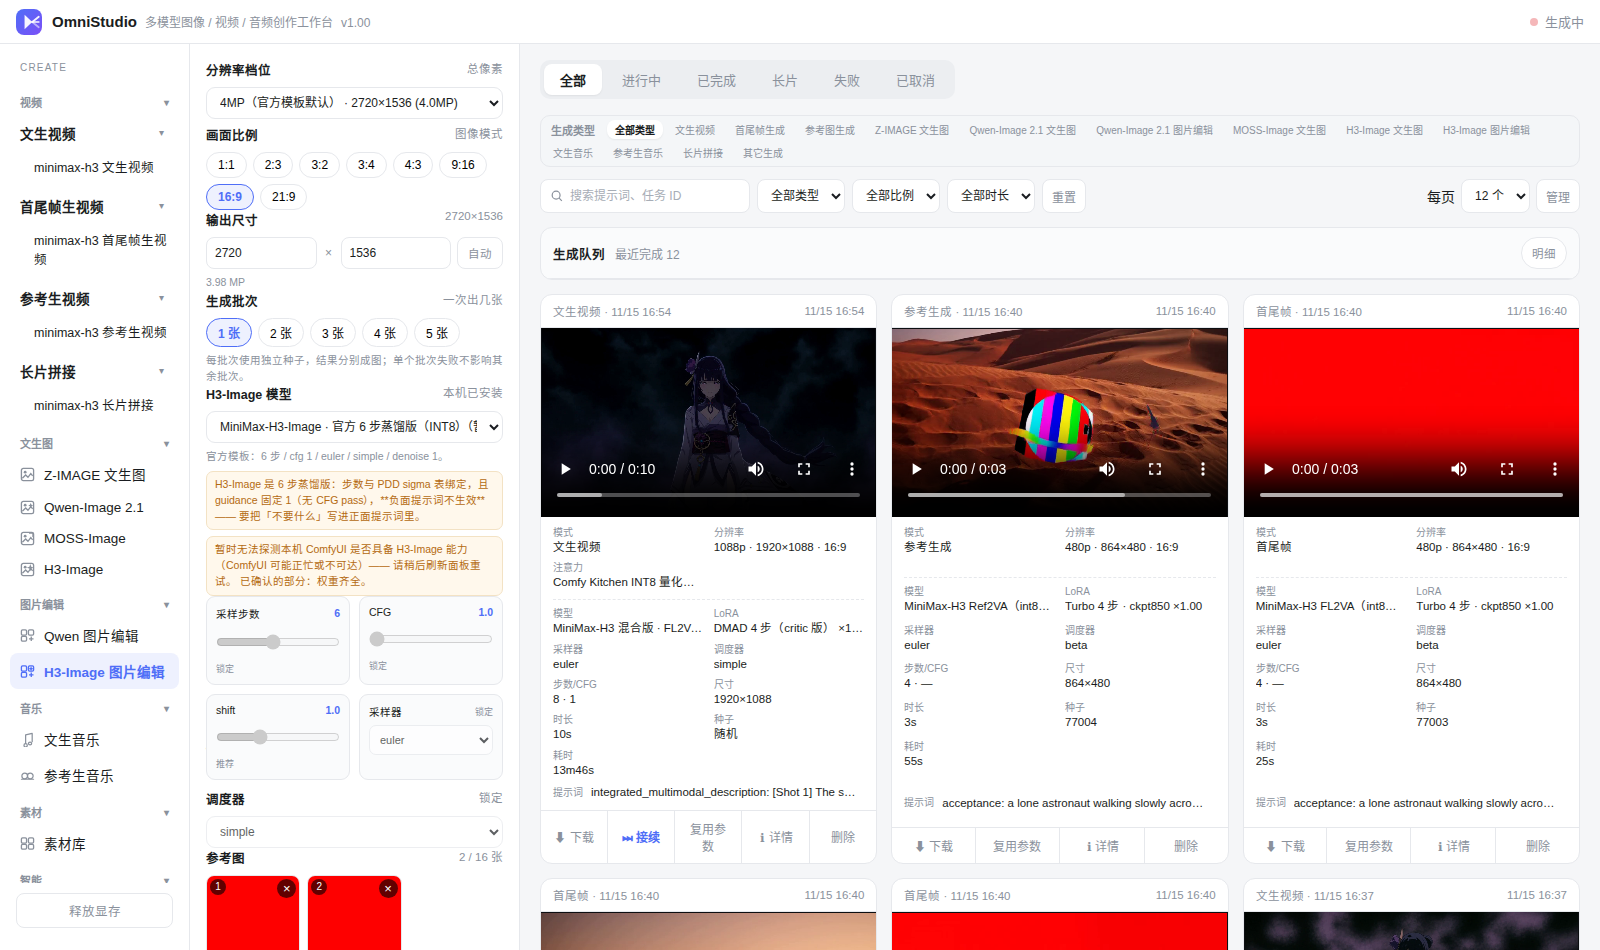 OmniStudio 多模型图像 / 视频 / 音频创作工作台 v1.00
生成中
CREATE
视频
文生视频
minimax-h3 文生视频
首尾帧生视频
minimax-h3 首尾帧生视
频
参考生视频
minimax-h3 参考生视频
长片拼接
minimax-h3 长片拼接
文生图
Z-IMAGE 文生图
Qwen-Image 2.1
MOSS-Image
H3-Image
图片编辑
Qwen 图片编辑
H3-Image 图片编辑
音乐
文生音乐
参考生音乐
素材
素材库
智能
释放显存
分辨率档位 总像素
4MP（官方模板默认） · 2720×1536 (4.0MP)
画面比例 图像模式
1:1 2:3 3:2 3:4 4:3 9:16
16:9 21:9
输出尺寸 2720×1536
2720 × 1536 自动
3.98 MP
生成批次 一次出几张
1 张 2 张 3 张 4 张 5 张
每批次使用独立种子，结果分别成图；单个批次失败不影响其
余批次。
H3-Image 模型 本机已安装
MiniMax-H3-Image · 官方 6 步蒸馏版（INT8）
官方模板：6 步 / cfg 1 / euler / simple / denoise 1。
H3-Image 是 6 步蒸馏版：步数与 PDD sigma 表绑定，且
guidance 固定 1（无 CFG pass），**负面提示词不生效**
—— 要把「不要什么」写进正面提示词里。
暂时无法探测本机 ComfyUI 是否具备 H3-Image 能力
（ComfyUI 可能正忙或不可达）—— 请稍后刷新面板重
试。 已确认的部分：权重齐全。
采样步数 6
锁定
CFG 1.0
锁定
shift 1.0
推荐
采样器 锁定
euler
调度器 锁定
simple
参考图 2 / 16 张
1 × 2 ×
全部 进行中 已完成 长片 失败 已取消
生成类型 全部类型 文生视频 首尾帧生成 参考图生成 Z-IMAGE 文生图 Qwen-Image 2.1 文生图 Qwen-Image 2.1 图片编辑 MOSS-Image 文生图 H3-Image 文生图 H3-Image 图片编辑
文生音乐 参考生音乐 长片拼接 其它生成
搜索提示词、任务 ID 全部类型 全部比例 全部时长 重置 每页 12 个 管理
生成队列 最近完成 12 明细
文生视频 · 11/15 16:54 11/15 16:54
0:00 / 0:10
模式 分辨率
文生视频 1088p · 1920×1088 · 16:9
注意力
Comfy Kitchen INT8 量化…
模型 LoRA
MiniMax-H3 混合版 · FL2V… DMAD 4 步（critic 版） ×1…
采样器 调度器
euler simple
步数/CFG 尺寸
8 · 1 1920×1088
时长 种子
10s 随机
耗时
13m46s
提示词 integrated_multimodal_description: [Shot 1] The s…
下载 接续 复用参 详情 删除
数
参考生成 · 11/15 16:40 11/15 16:40
0:00 / 0:03
模式 分辨率
参考生成 480p · 864×480 · 16:9
模型 LoRA
MiniMax-H3 Ref2VA（int8… Turbo 4 步 · ckpt850 ×1.00
采样器 调度器
euler beta
步数/CFG 尺寸
4 · — 864×480
时长 种子
3s 77004
耗时
55s
提示词 acceptance: a lone astronaut walking slowly acro…
下载 复用参数 详情 删除
首尾帧 · 11/15 16:40 11/15 16:40
0:00 / 0:03
模式 分辨率
首尾帧 480p · 864×480 · 16:9
模型 LoRA
MiniMax-H3 FL2VA（int8… Turbo 4 步 · ckpt850 ×1.00
采样器 调度器
euler beta
步数/CFG 尺寸
4 · — 864×480
时长 种子
3s 77003
耗时
25s
提示词 acceptance: a lone astronaut walking slowly acro…
下载 复用参数 详情 删除
首尾帧 · 11/15 16:40 11/15 16:40
首尾帧 · 11/15 16:40 11/15 16:40
文生视频 · 11/15 16:37 11/15 16:37